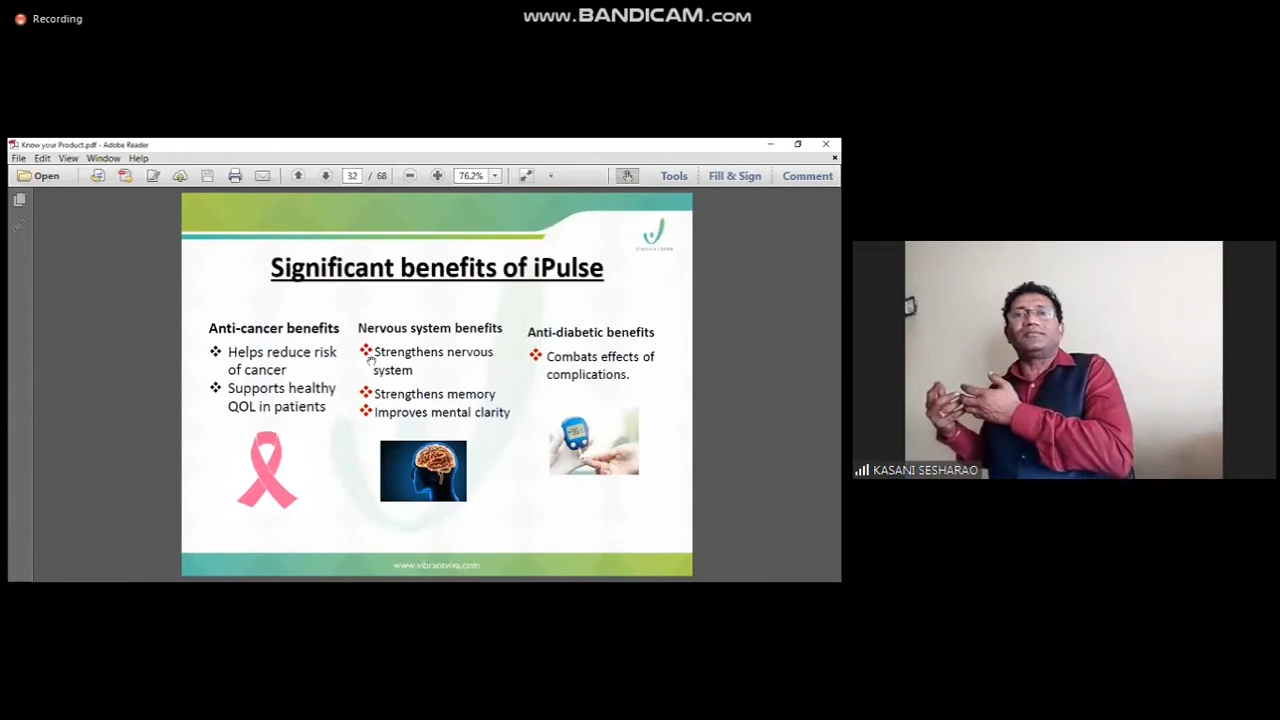 Recording
www.BANDICAM.com
Know your Product.pdf - Adobe Reader
File Edit View Window Help
Open 32 / 68 76.2% Tools Fill & Sign Comment
Significant benefits of iPulse
Anti-cancer benefits
Helps reduce risk
of cancer
Supports healthy
QOL in patients
Nervous system benefits
Strengthens nervous
system
Strengthens memory
Improves mental clarity
Anti-diabetic benefits
Combats effects of
complications.
www.vibrantviva.com
KASANI SESHARAO